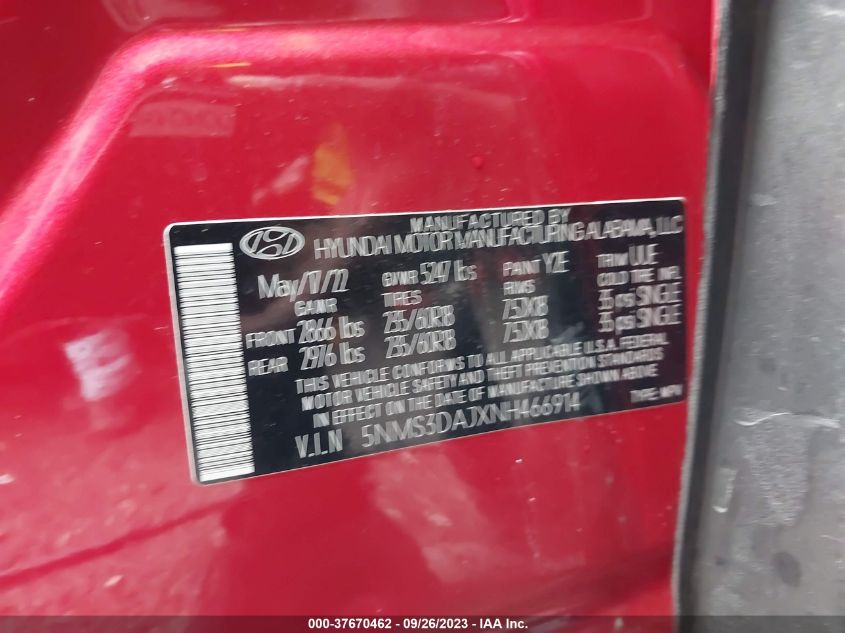 MANUFACTURED BY
HYUNDAI MOTOR MANUFACTURING ALABAMA, LLC
May/17/22 GVWR 5247 lbs PAINT Y2E TRIM UUE
GAWR TIRES RIMS COLD TIRE INFL
FRONT 2866 lbs 235/60R18 7.5JX18 35 psi SINGLE
REAR 2976 lbs 235/60R18 7.5JX18 35 psi SINGLE
THIS VEHICLE CONFORMS TO ALL APPLICABLE U.S.A. FEDERAL
MOTOR VEHICLE SAFETY AND THEFT PREVENTION STANDARDS
IN EFFECT ON THE DATE OF MANUFACTURE SHOWN ABOVE
V.I.N 5NMS3DAJXNH466914 TYPE: MPV
000-37670462 - 09/26/2023 - IAA Inc.